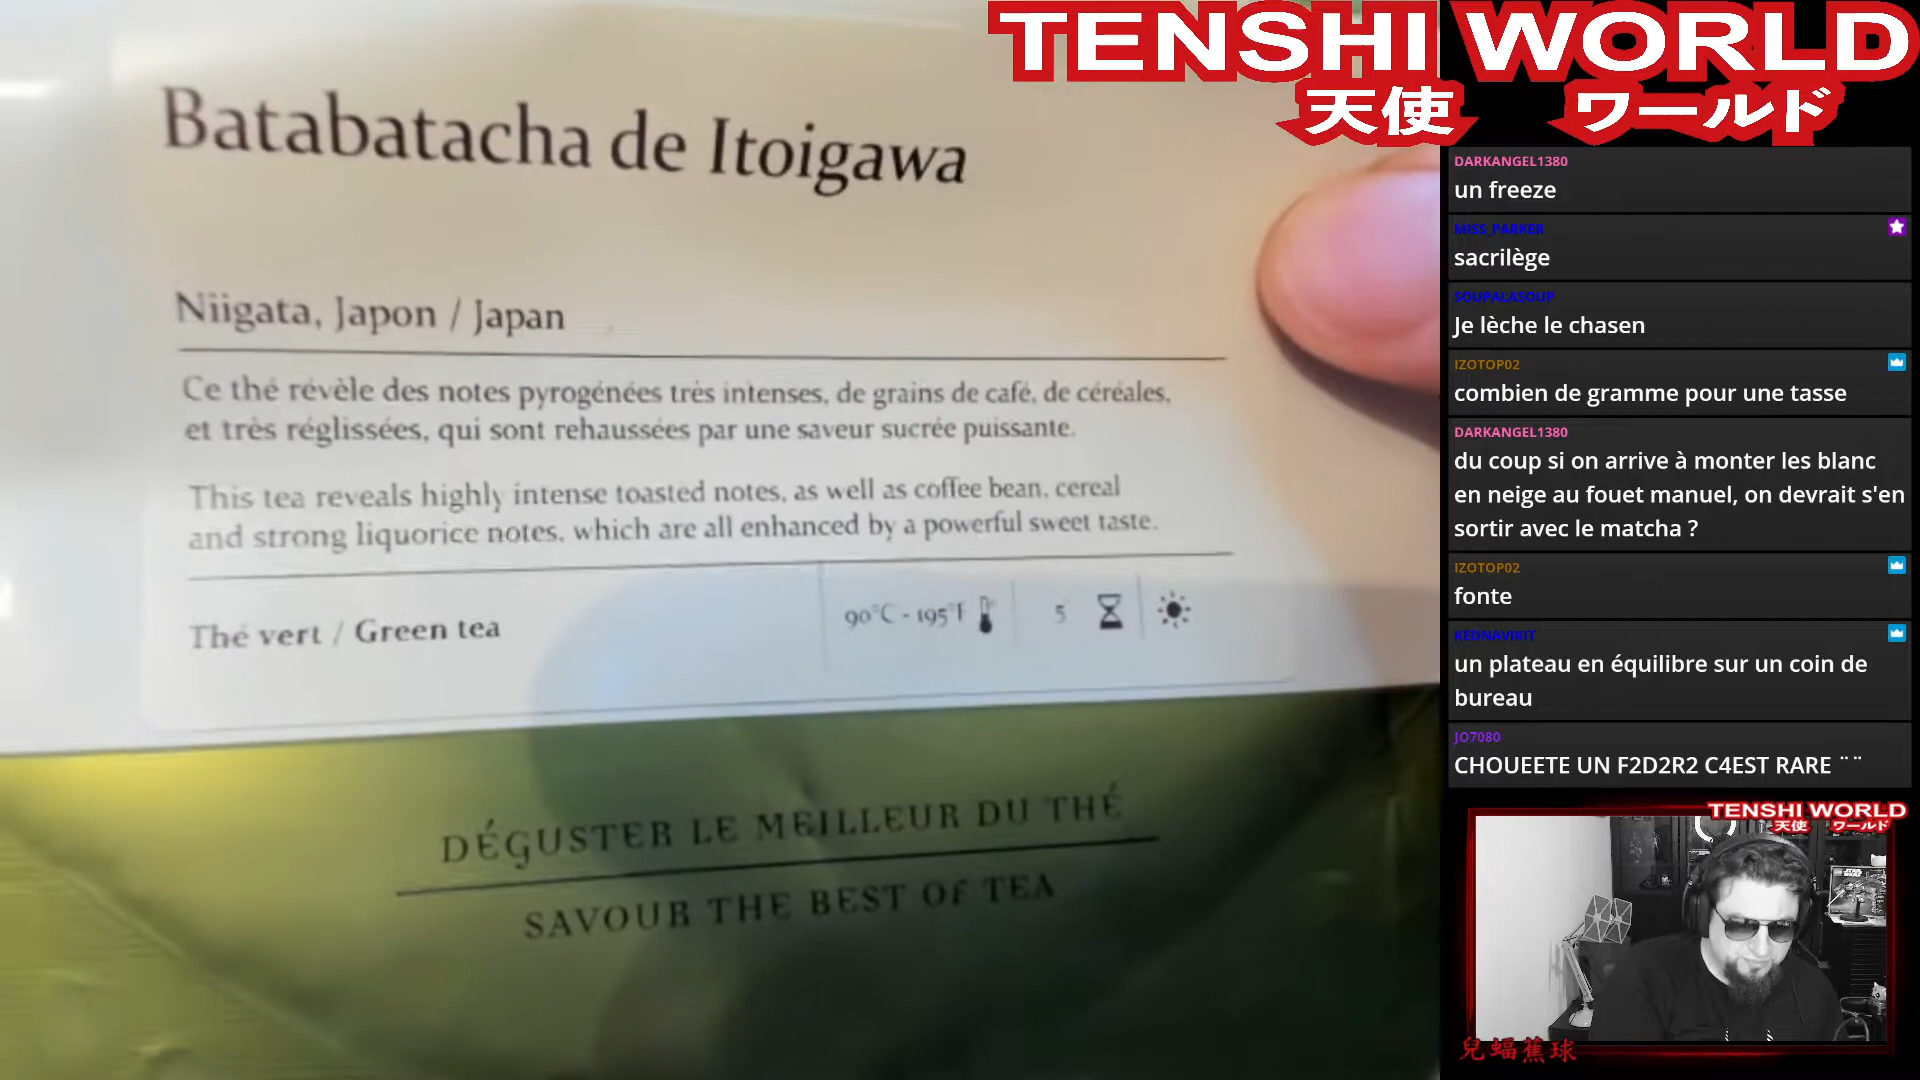 Batabatacha de Itoigawa
Niigata, Japon / Japan
Ce thé révèle des notes pyrogénées très intenses, de grains de café, de céréales,
et très réglissées, qui sont rehaussées par une saveur sucrée puissante.
This tea reveals highly intense toasted notes, as well as coffee bean, cereal
and strong liquorice notes, which are all enhanced by a powerful sweet taste.
Thé vert / Green tea
90°C - 195°F
5
DÉGUSTER LE MEILLEUR DU THÉ
SAVOUR THE BEST OF TEA
TENSHI WORLD
天使 ワールド
DARKANGEL1380
un freeze
MISS_PARKER
sacrilège
SOUPALASOUP
Je lèche le chasen
IZOTOP02
combien de gramme pour une tasse
DARKANGEL1380
du coup si on arrive à monter les blanc
en neige au fouet manuel, on devrait s'en
sortir avec le matcha ?
IZOTOP02
fonte
KEDNAVIKIT
un plateau en équilibre sur un coin de
bureau
JO7080
CHOUEETE UN F2D2R2 C4EST RARE ¨¨
TENSHI WORLD
天使 ワールド
兒蝠蕉球